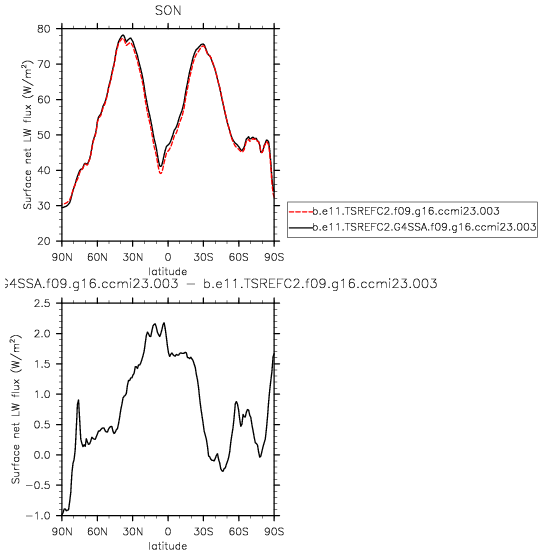 SON
80
70
60
50
40
30
20
Surface net LW flux (W/m²)
90N 60N 30N 0 30S 60S 90S
latitude
b.e11.TSREFC2.f09.g16.ccmi23.003
b.e11.TSREFC2.G4SSA.f09.g16.ccmi23.003
G4SSA.f09.g16.ccmi23.003 − b.e11.TSREFC2.f09.g16.ccmi23.003
2.5
2.0
1.5
1.0
0.5
0.0
−0.5
−1.0
Surface net LW flux (W/m²)
90N 60N 30N 0 30S 60S 90S
latitude